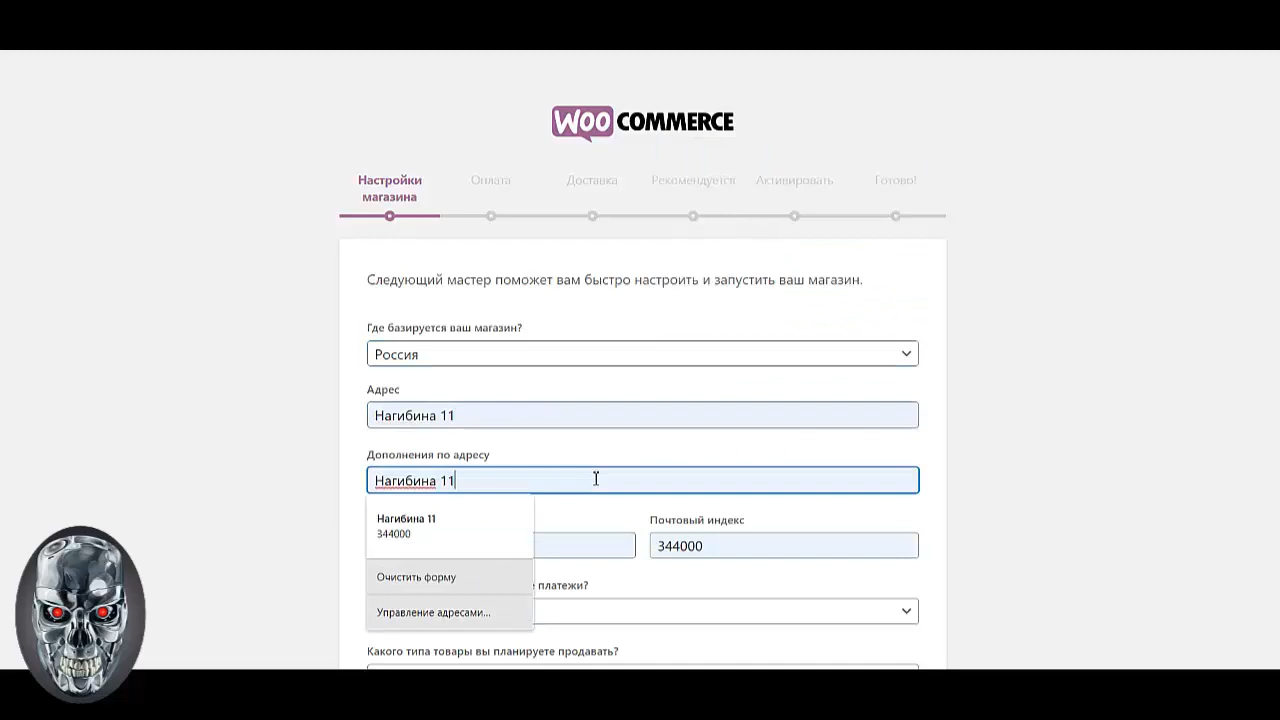 WOO COMMERCE
Настройки
магазина
Оплата
Доставка
Рекомендуется
Активировать
Готово!
Следующий мастер поможет вам быстро настроить и запустить ваш магазин.
Где базируется ваш магазин?
Россия
Адрес
Нагибина 11
Дополнения по адресу
Нагибина 11
Нагибина 11
344000
Почтовый индекс
344000
Очистить форму
е платежи?
Управление адресами...
Какого типа товары вы планируете продавать?